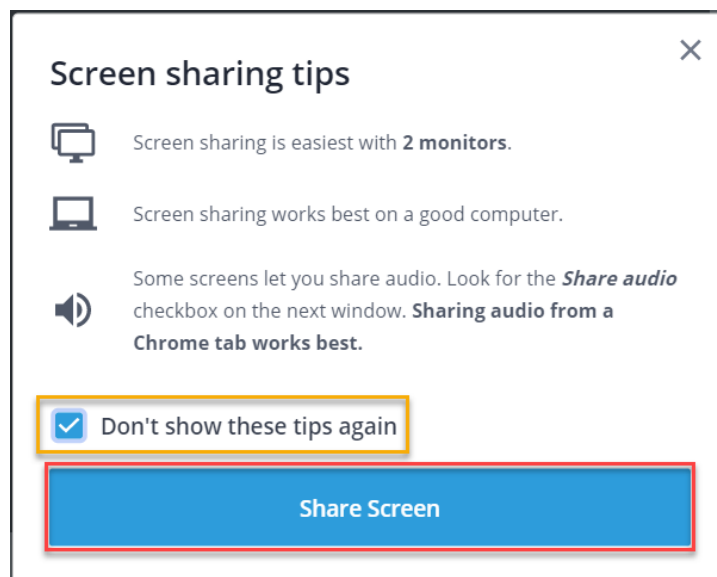 Screen sharing tips
Screen sharing is easiest with 2 monitors.
Screen sharing works best on a good computer.
Some screens let you share audio. Look for the Share audio
checkbox on the next window. Sharing audio from a
Chrome tab works best.
Don't show these tips again
Share Screen